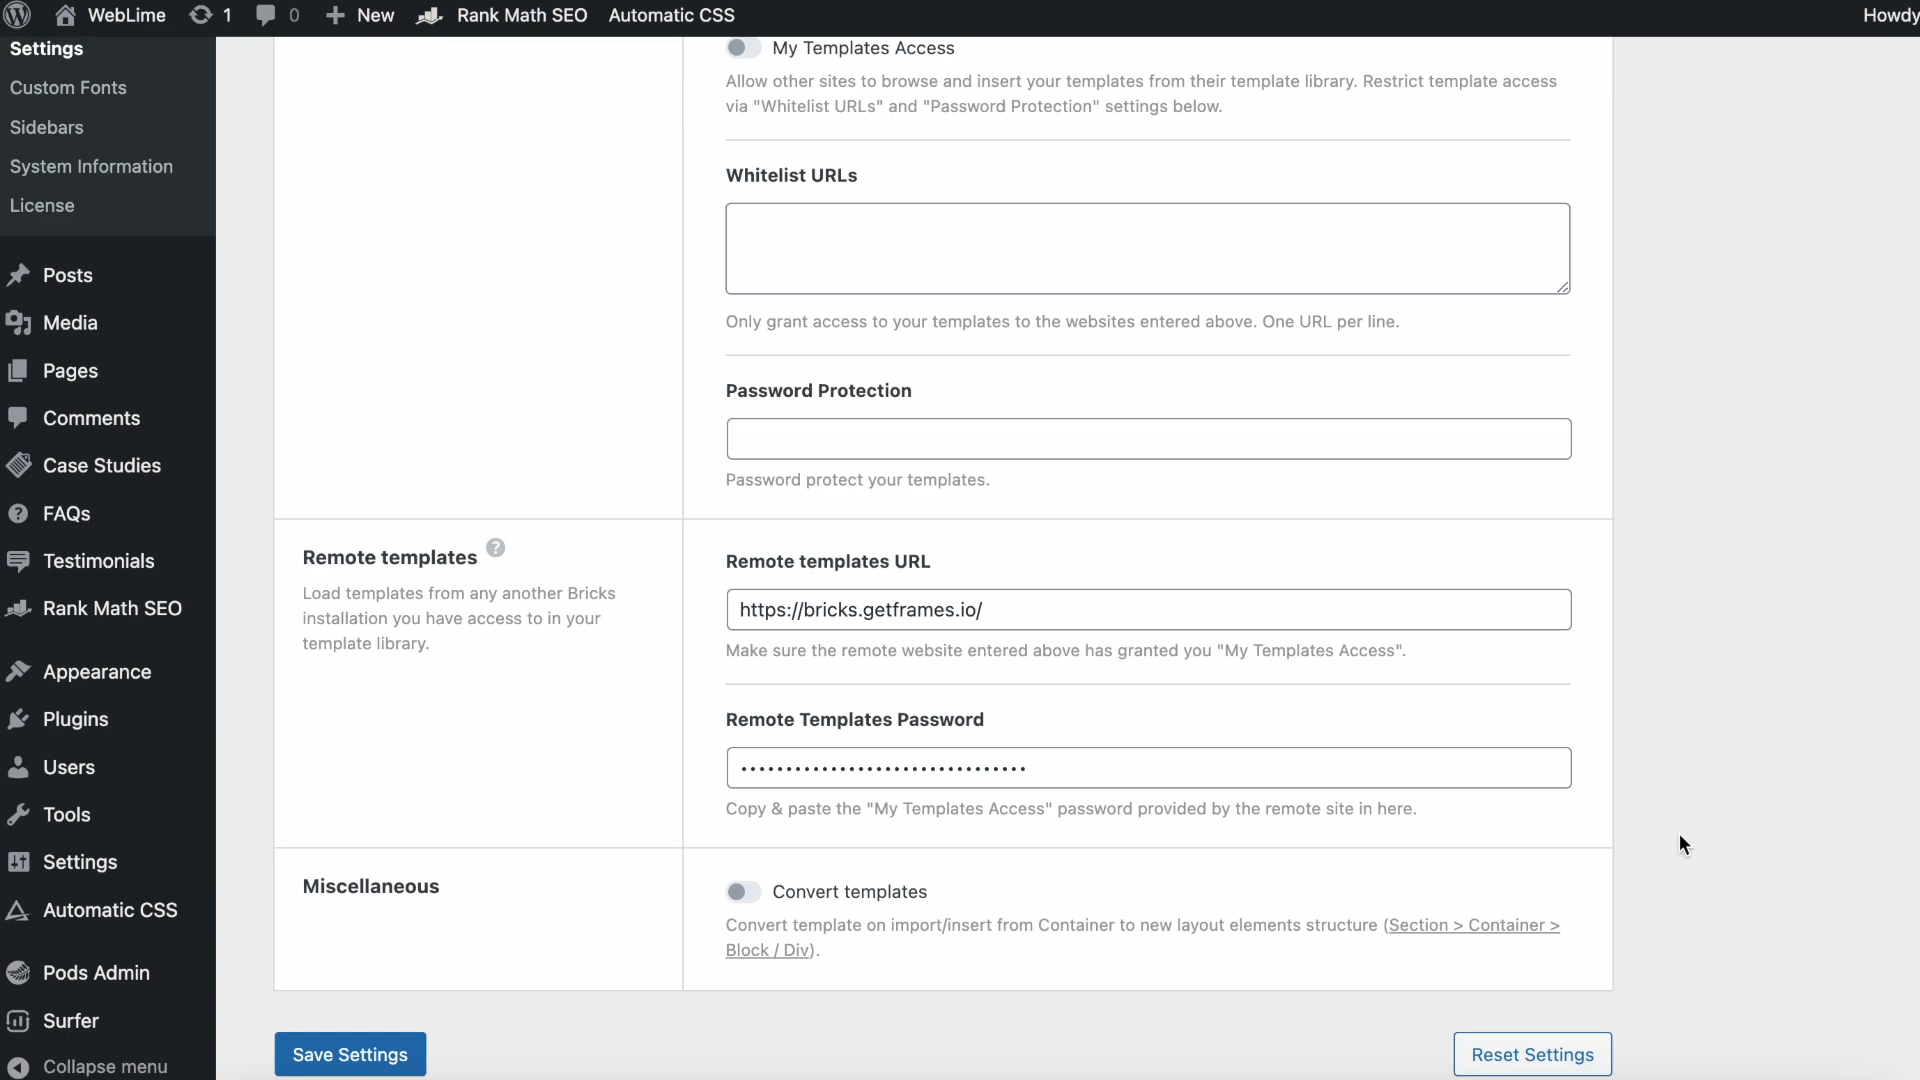 WebLime 1 0 New Rank Math SEO Automatic CSS Howdy
Settings
Custom Fonts
Sidebars
System Information
License
Posts
Media
Pages
Comments
Case Studies
FAQs
Testimonials
Rank Math SEO
Appearance
Plugins
Users
Tools
Settings
Automatic CSS
Pods Admin
Surfer
Collapse menu
My Templates Access
Allow other sites to browse and insert your templates from their template library. Restrict template access
via "Whitelist URLs" and "Password Protection" settings below.
Whitelist URLs
Only grant access to your templates to the websites entered above. One URL per line.
Password Protection
Password protect your templates.
Remote templates ?
Load templates from any another Bricks
installation you have access to in your
template library.
Remote templates URL
https://bricks.getframes.io/
Make sure the remote website entered above has granted you "My Templates Access".
Remote Templates Password
Copy & paste the "My Templates Access" password provided by the remote site in here.
Miscellaneous
Convert templates
Convert template on import/insert from Container to new layout elements structure (Section > Container >
Block / Div).
Save Settings
Reset Settings